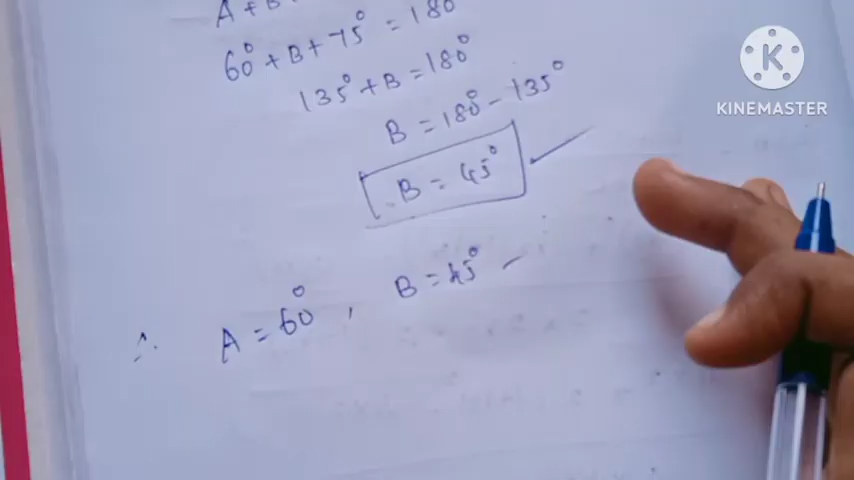 A + B
60° + B + 75° = 180°
135° + B = 180°
B = 180° - 135°
B = 45°
∴ A = 60° , B = 45° -
K
KINEMASTER